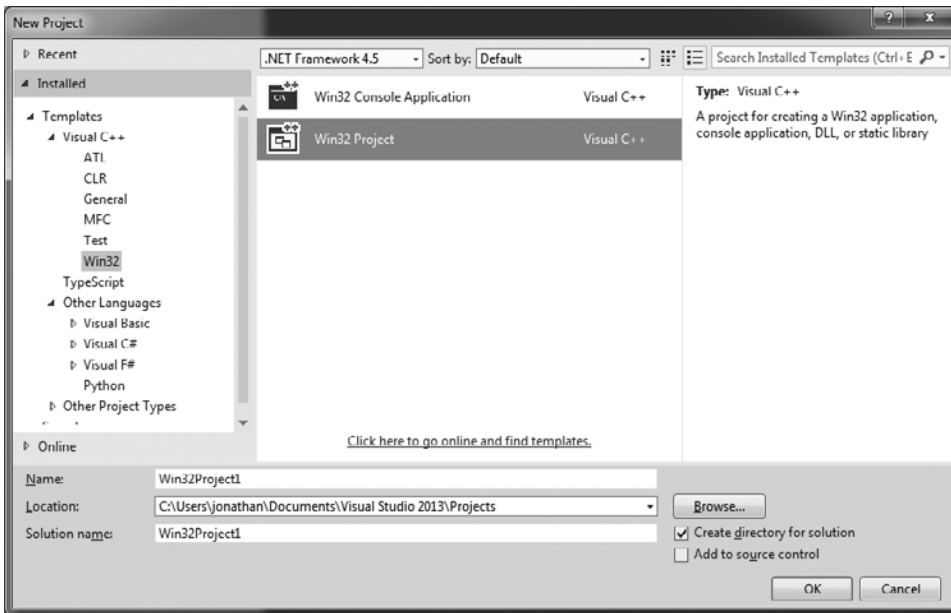 New Project
? x
Recent
.NET Framework 4.5 Sort by: Default Search Installed Templates (Ctrl+E
Installed
Templates
Visual C++
ATL
CLR
General
MFC
Test
Win32
TypeScript
Other Languages
Visual Basic
Visual C#
Visual F#
Python
Other Project Types
Online
Win32 Console Application Visual C++
Win32 Project Visual C++
Click here to go online and find templates.
Type: Visual C++
A project for creating a Win32 application,
console application, DLL, or static library
Name: Win32Project1
Location: C:\Users\jonathan\Documents\Visual Studio 2013\Projects Browse...
Solution name: Win32Project1
Create directory for solution
Add to source control
OK Cancel